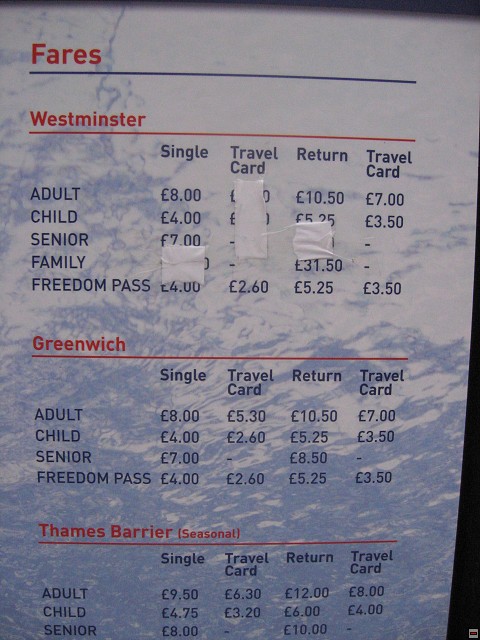 Fares
Westminster
Single Travel Card Return Travel Card
ADULT £8.00 £ 0 £10.50 £7.00
CHILD £4.00 £ £5.25 £3.50
SENIOR £7.00 - -
FAMILY 0 - £31.50 -
FREEDOM PASS £4.00 £2.60 £5.25 £3.50
Greenwich
Single Travel Card Return Travel Card
ADULT £8.00 £5.30 £10.50 £7.00
CHILD £4.00 £2.60 £5.25 £3.50
SENIOR £7.00 - £8.50 -
FREEDOM PASS £4.00 £2.60 £5.25 £3.50
Thames Barrier (Seasonal)
Single Travel Card Return Travel Card
ADULT £9.50 £6.30 £12.00 £8.00
CHILD £4.75 £3.20 £6.00 £4.00
SENIOR £8.00 - £10.00 -